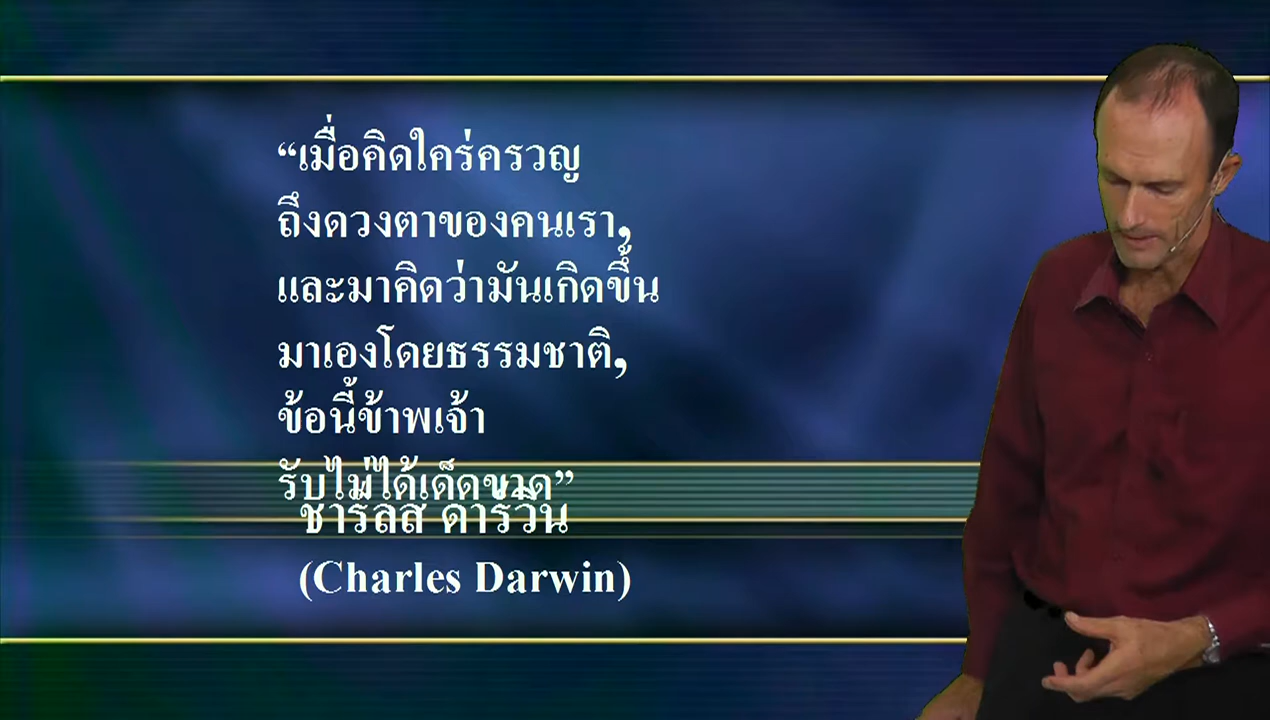 “เมื่อคิดใคร่ครวญ
ถึงดวงตาของคนเรา,
และมาคิดว่ามันเกิดขึ้น
มาเองโดยธรรมชาติ,
ข้อนี้ข้าพเจ้า
รับไม่ได้เด็ดขาด”
ชาร์ลส์ ดาร์วิน
(Charles Darwin)